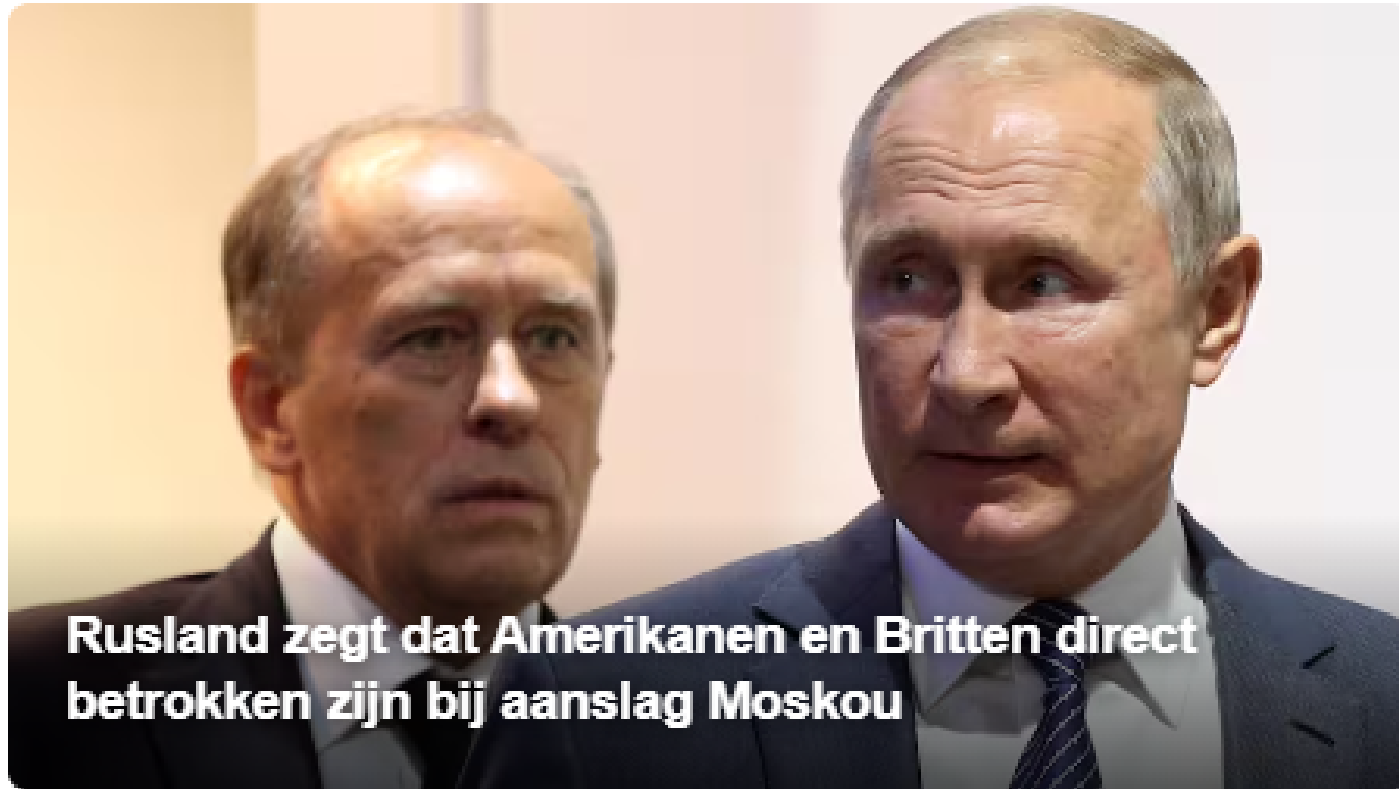 Rusland zegt dat Amerikanen en Britten direct
betrokken zijn bij aanslag Moskou